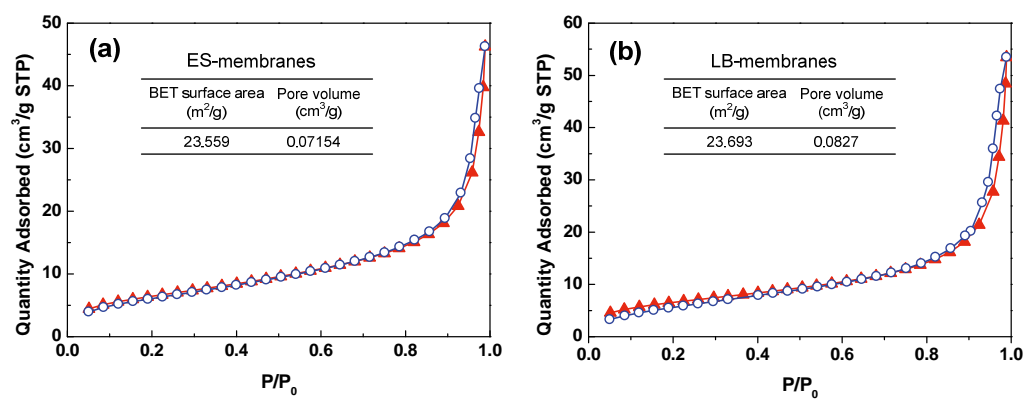 (a)
ES-membranes
BET surface area Pore volume
(m²/g) (cm³/g)
23.559 0.07154
Quantity Adsorbed (cm³/g STP)
50
40
30
20
10
0
0.0 0.2 0.4 0.6 0.8 1.0
P/P₀
(b)
LB-membranes
BET surface area Pore volume
(m²/g) (cm³/g)
23.693 0.0827
Quantity Adsorbed (cm³/g STP)
60
50
40
30
20
10
0
0.0 0.2 0.4 0.6 0.8 1.0
P/P₀